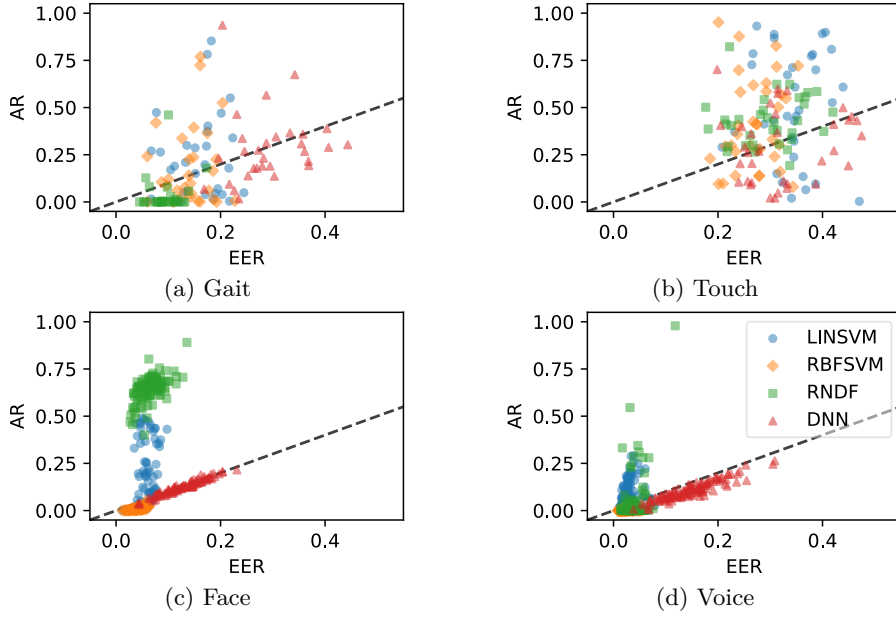 1.00
0.75
0.50
0.25
0.00
AR
0.0 0.2 0.4
EER
(a) Gait
1.00
0.75
0.50
0.25
0.00
AR
0.0 0.2 0.4
EER
(b) Touch
1.00
0.75
0.50
0.25
0.00
AR
0.0 0.2 0.4
EER
(c) Face
1.00
0.75
0.50
0.25
0.00
AR
LINSVM
RBFSVM
RNDF
DNN
0.0 0.2 0.4
EER
(d) Voice